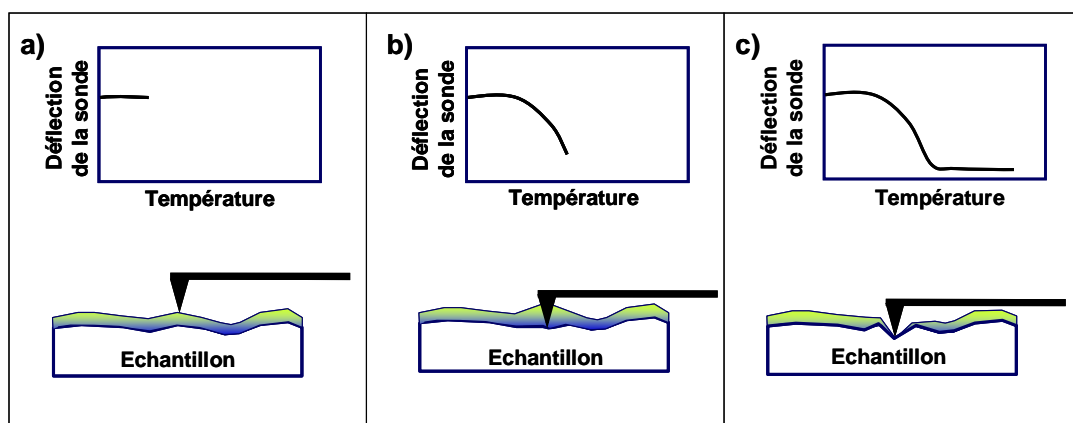 a)
Déflection
de la sonde
Température
Echantillon
b)
Déflection
de la sonde
Température
Echantillon
c)
Déflection
de la sonde
Température
Echantillon